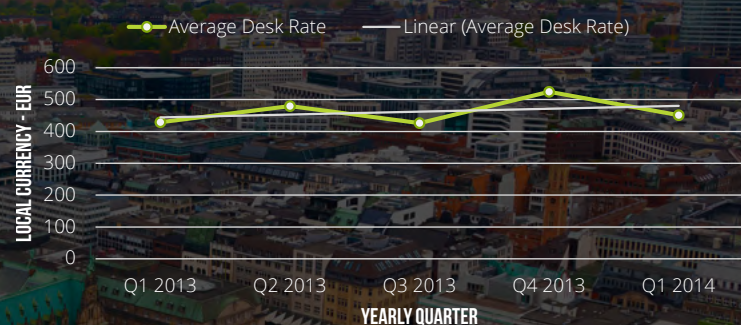 Average Desk Rate
Linear (Average Desk Rate)
600
500
400
300
200
100
0
LOCAL CURRENCY - EUR
Q1 2013 Q2 2013 Q3 2013 Q4 2013 Q1 2014
YEARLY QUARTER